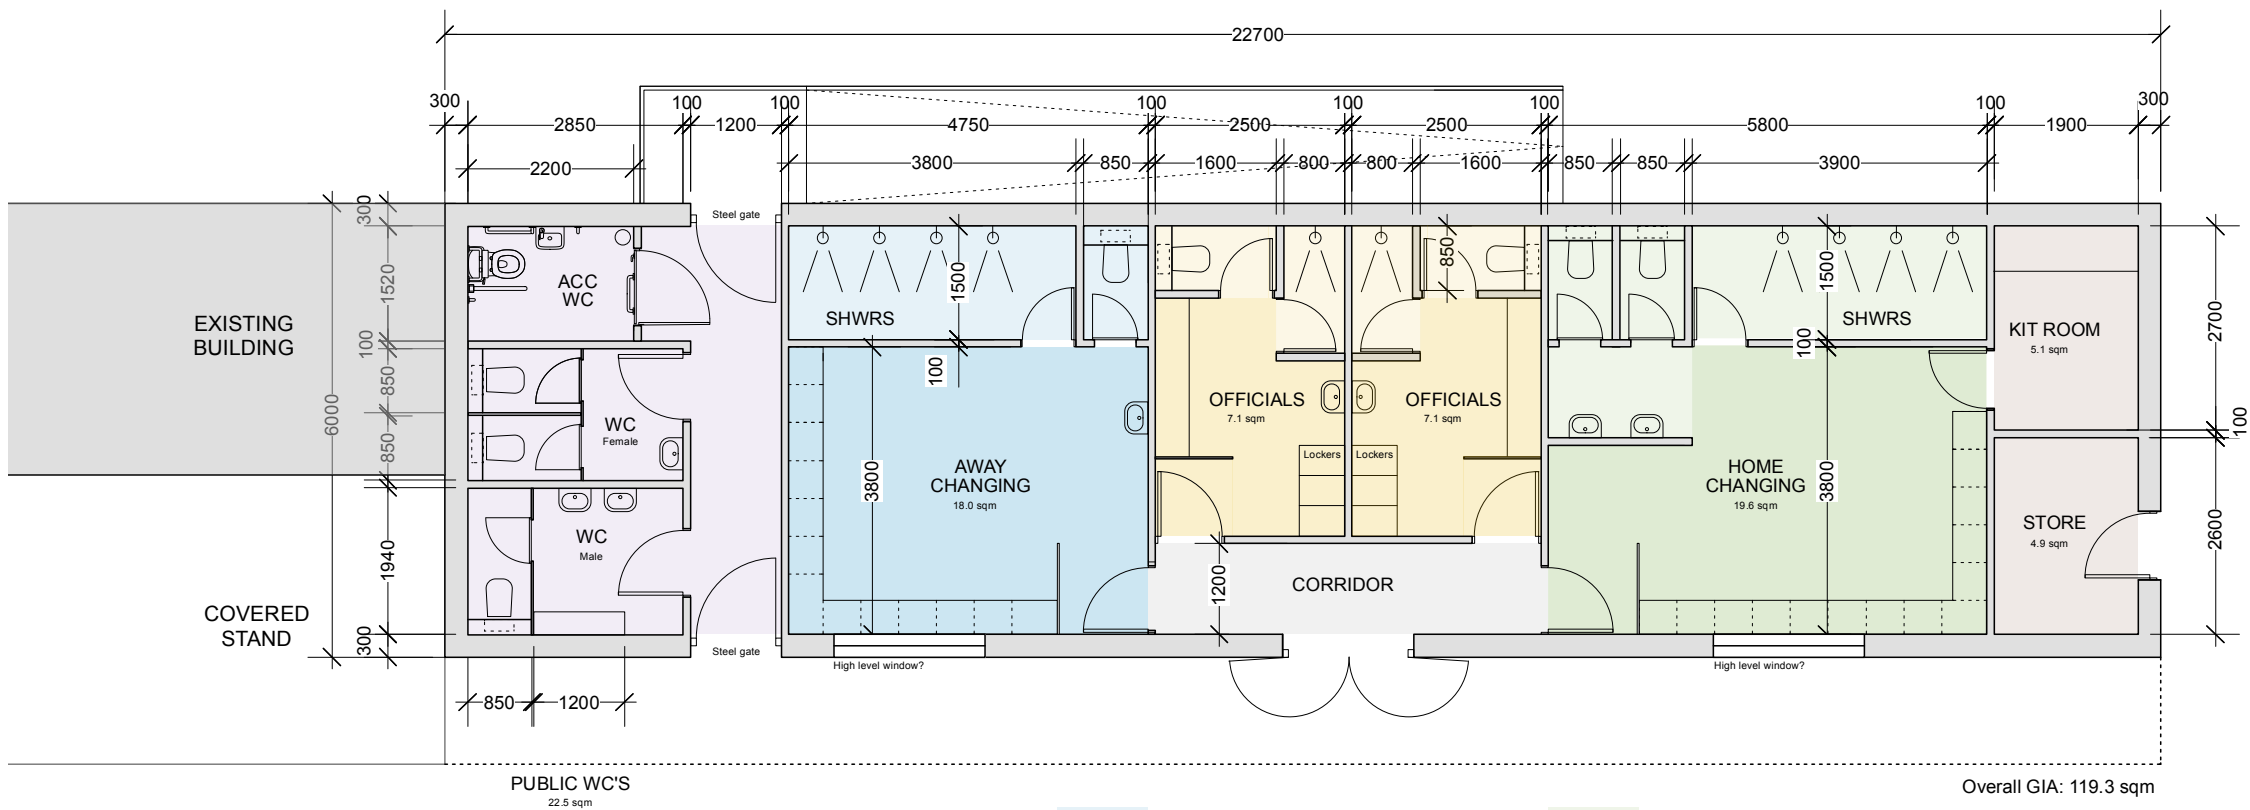 22700
300
100
100
100
100
100
100
300
2850
1200
4750
2500
2500
5800
1900
2200
3800
850
1600
800
800
1600
850
850
3900
Steel gate
300
1520
100
850
850
1940
300
6000
EXISTING
BUILDING
COVERED
STAND
ACC
WC
WC
Female
WC
Male
1500
SHWRS
100
3800
AWAY
CHANGING
18.0 sqm
850
OFFICIALS
7.1 sqm
OFFICIALS
7.1 sqm
Lockers
Lockers
1200
CORRIDOR
1500
SHWRS
100
HOME
CHANGING
19.6 sqm
3800
KIT ROOM
5.1 sqm
STORE
4.9 sqm
2700
100
2600
Steel gate
High level window?
High level window?
850
1200
PUBLIC WC'S
22.5 sqm
Overall GIA: 119.3 sqm